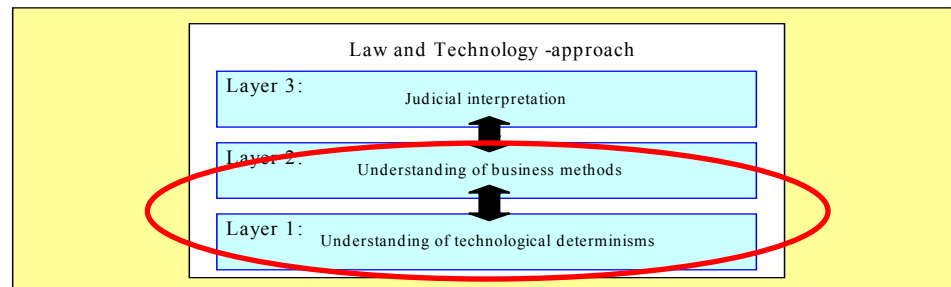 Law and Technology -approach
Layer 3:
Judicial interpretation
Layer 2:
Understanding of business methods
Layer 1:
Understanding of technological determinisms